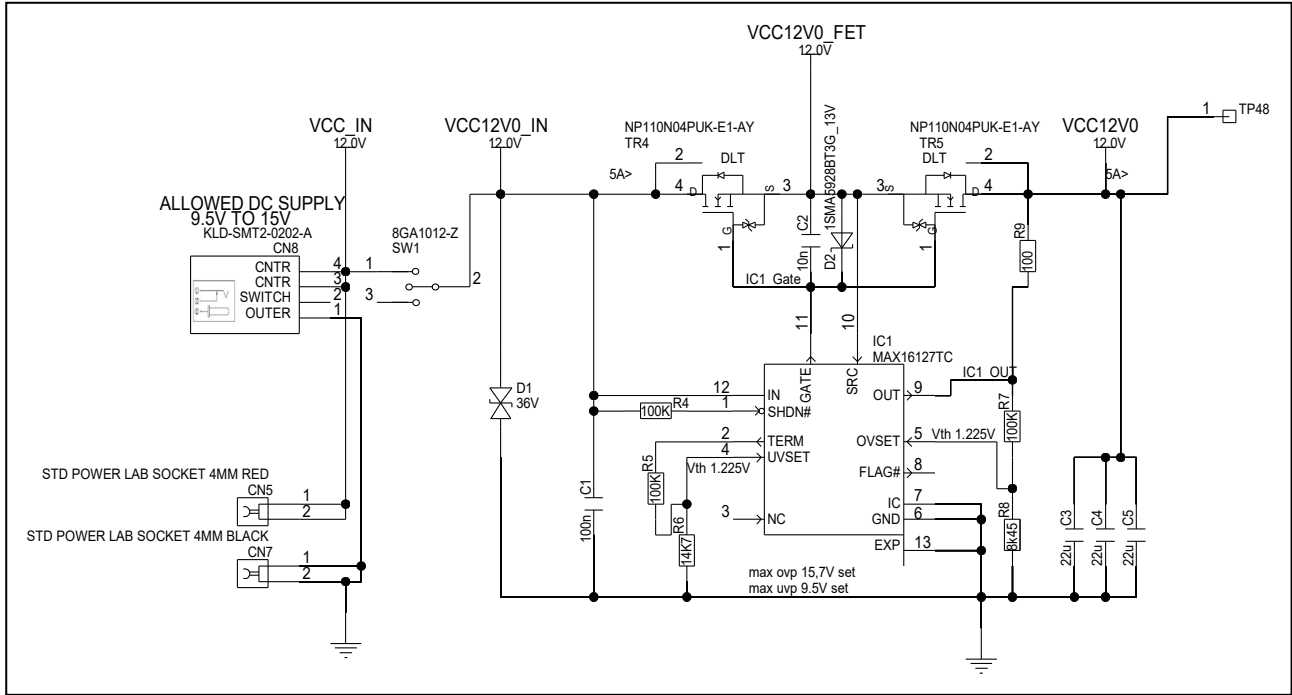 VCC12V0_FET
12.0V
VCC_IN
12.0V
VCC12V0_IN
12.0V
NP110N04PUK-E1-AY
TR4
DLT
2
4
D
S
3
G
1
5A>
C2
10n
D2
1SMA5928BT3G_13V
NP110N04PUK-E1-AY
TR5
DLT
2
3
S
D
4
G
1
VCC12V0
12.0V
5A>
1
TP48
ALLOWED DC SUPPLY
9.5V TO 15V
KLD-SMT2-0202-A
CN8
CNTR
4
CNTR
3
SWITCH
2
OUTER
1
8GA1012-Z
SW1
1
2
3
R9
100
IC1_Gate
11
10
IC1
MAX16127TC
GATE
SRC
12
IN
1
SHDN#
R4
100K
2
TERM
4
UVSET
Vth 1.225V
3
NC
OUT
9
IC1_OUT
OVSET
5
Vth 1.225V
FLAG#
8
IC
7
GND
6
EXP
13
D1
36V
R5
100K
R6
14K7
C1
100n
R7
100K
R8
8k45
C3
22u
C4
22u
C5
22u
STD POWER LAB SOCKET 4MM RED
CN5
1
2
STD POWER LAB SOCKET 4MM BLACK
CN7
1
2
max ovp 15,7V set
max uvp 9.5V set